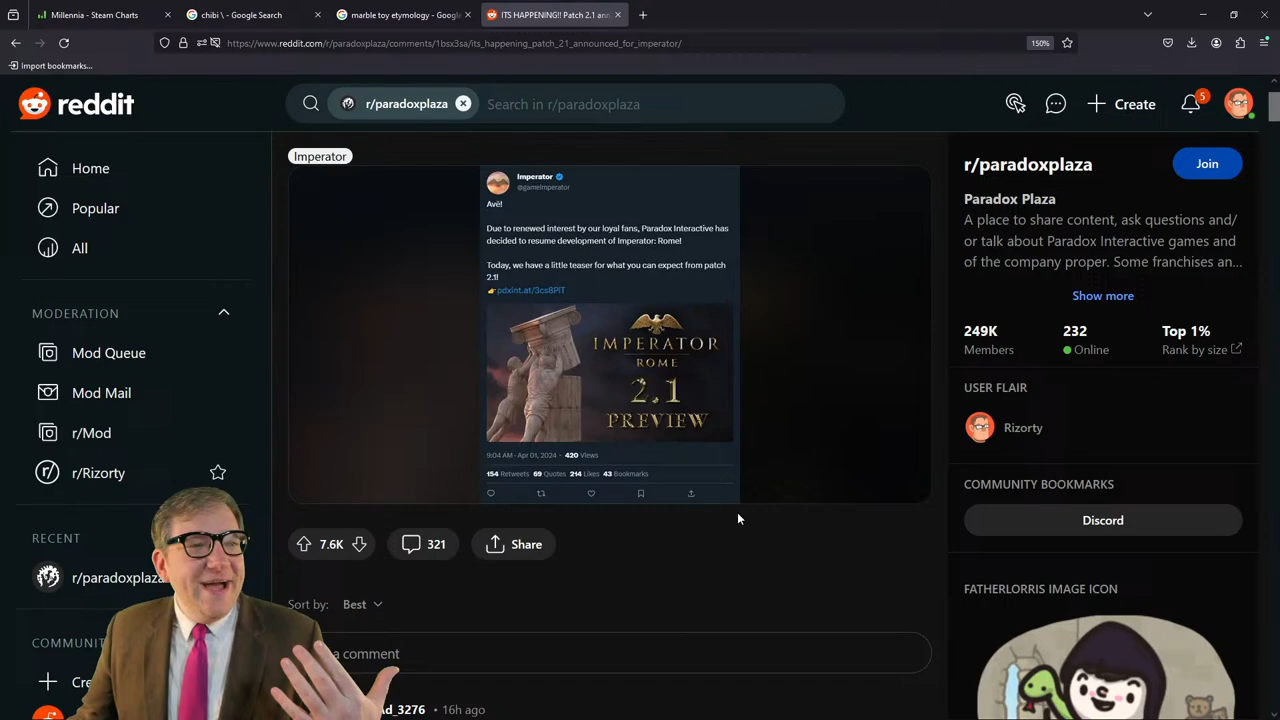 Millennia - Steam Charts
chibi \ - Google Search
marble toy etymology - Google
ITS HAPPENING!! Patch 2.1 ann
https://www.reddit.com/r/paradoxplaza/comments/1bsx3sa/its_happening_patch_21_announced_for_imperator/
150%
Import bookmarks...
reddit
r/paradoxplaza
Search in r/paradoxplaza
Create
5
Home
Popular
All
MODERATION
Mod Queue
Mod Mail
r/Mod
r/Rizorty
RECENT
r/paradoxplaza
COMMUNI
Cre
Imperator
Imperator
@gameimperator
Avē!
Due to renewed interest by our loyal fans, Paradox Interactive has
decided to resume development of Imperator: Rome!
Today, we have a little teaser for what you can expect from patch
2.1!
👉pdxint.at/3cs8PlT
IMPERATOR
ROME
2.1
PREVIEW
9:04 AM · Apr 01, 2024 · 420 Views
154 Retweets 69 Quotes 214 Likes 43 Bookmarks
7.6K
321
Share
Sort by: Best
a comment
d_3276 • 16h ago
r/paradoxplaza
Join
Paradox Plaza
A place to share content, ask questions and/
or talk about Paradox Interactive games and
of the company proper. Some franchises an...
Show more
249K
Members
232
Online
Top 1%
Rank by size
USER FLAIR
Rizorty
COMMUNITY BOOKMARKS
Discord
FATHERLORRIS IMAGE ICON